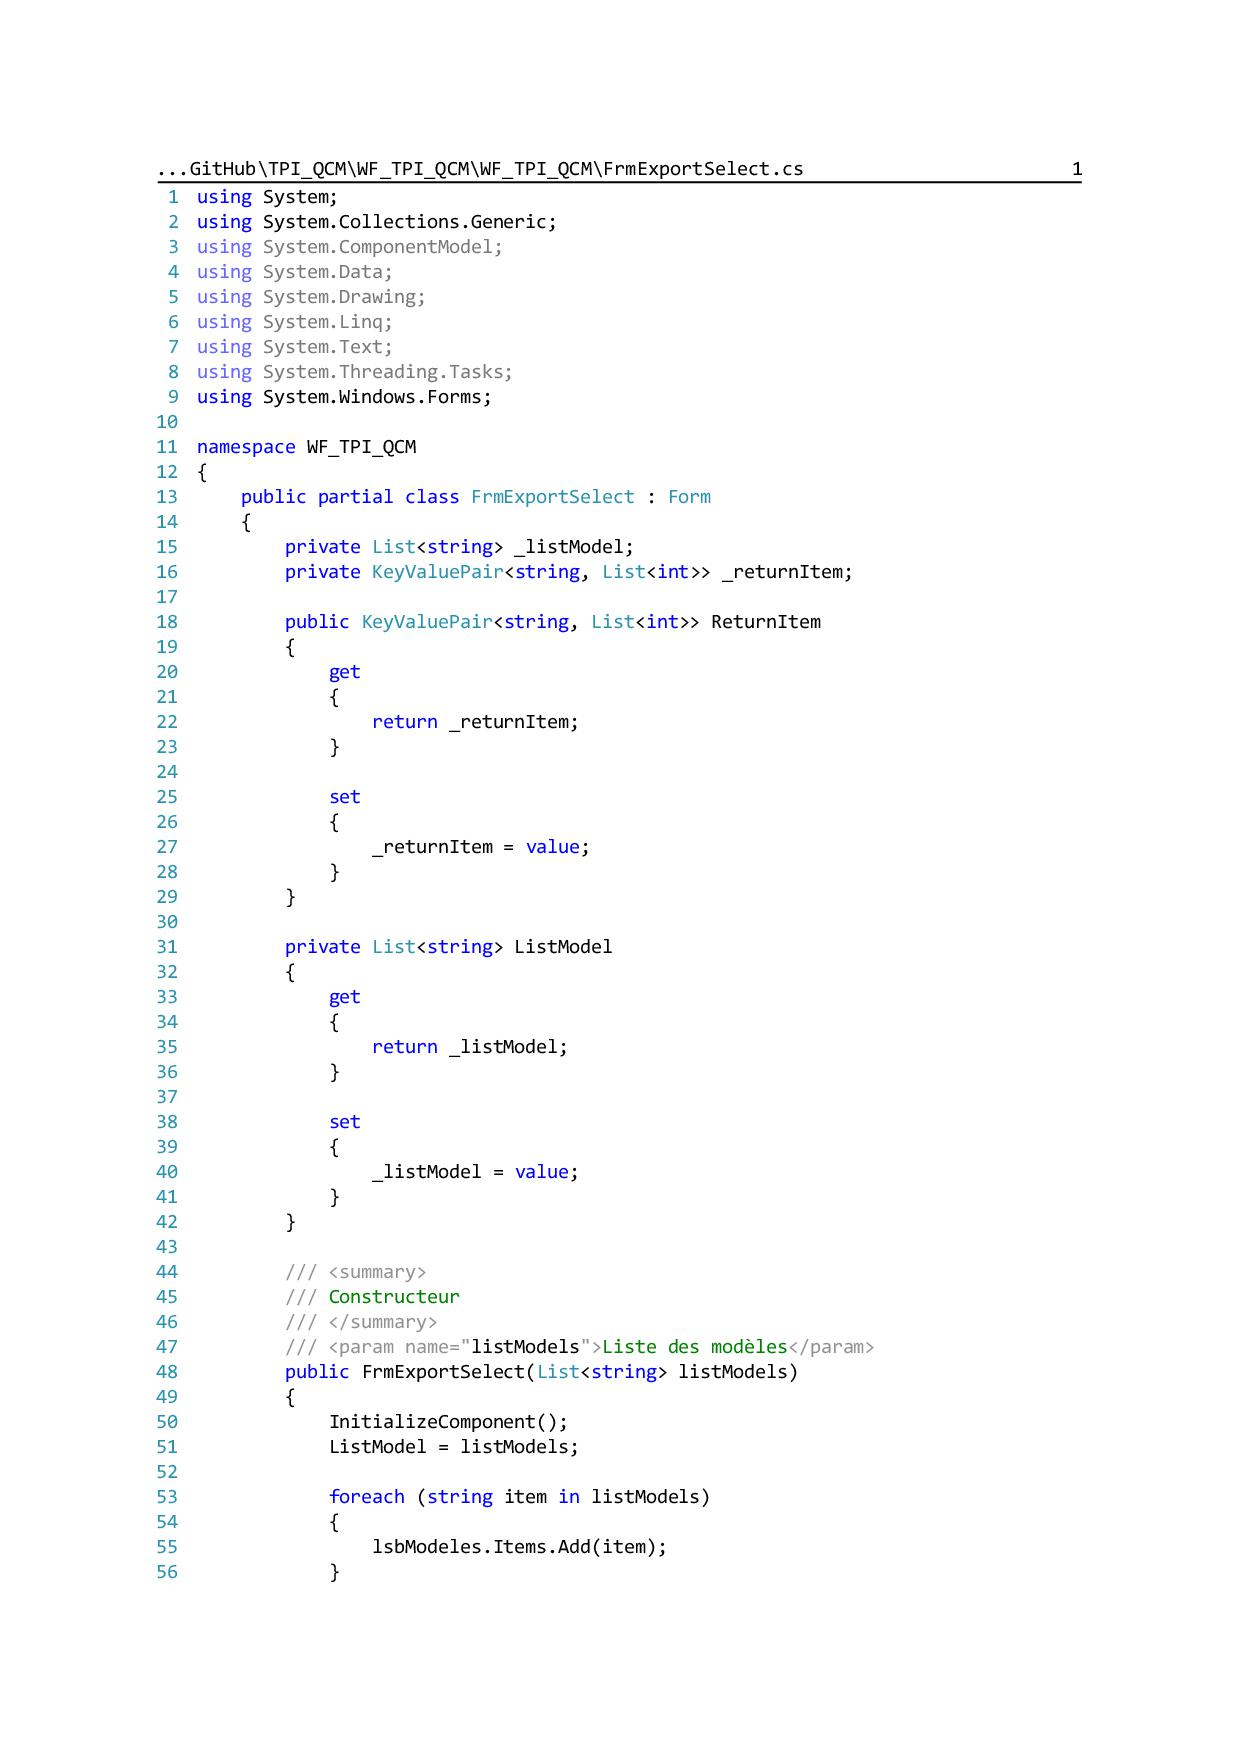 ...GitHub\TPI_QCM\WF_TPI_QCM\WF_TPI_QCM\FrmExportSelect.cs 1
1 using System;
2 using System.Collections.Generic;
3 using System.ComponentModel;
4 using System.Data;
5 using System.Drawing;
6 using System.Linq;
7 using System.Text;
8 using System.Threading.Tasks;
9 using System.Windows.Forms;
10
11 namespace WF_TPI_QCM
12 {
13     public partial class FrmExportSelect : Form
14     {
15         private List<string> _listModel;
16         private KeyValuePair<string, List<int>> _returnItem;
17
18         public KeyValuePair<string, List<int>> ReturnItem
19         {
20             get
21             {
22                 return _returnItem;
23             }
24
25             set
26             {
27                 _returnItem = value;
28             }
29         }
30
31         private List<string> ListModel
32         {
33             get
34             {
35                 return _listModel;
36             }
37
38             set
39             {
40                 _listModel = value;
41             }
42         }
43
44         /// <summary>
45         /// Constructeur
46         /// </summary>
47         /// <param name="listModels">Liste des modèles</param>
48         public FrmExportSelect(List<string> listModels)
49         {
50             InitializeComponent();
51             ListModel = listModels;
52
53             foreach (string item in listModels)
54             {
55                 lsbModeles.Items.Add(item);
56             }